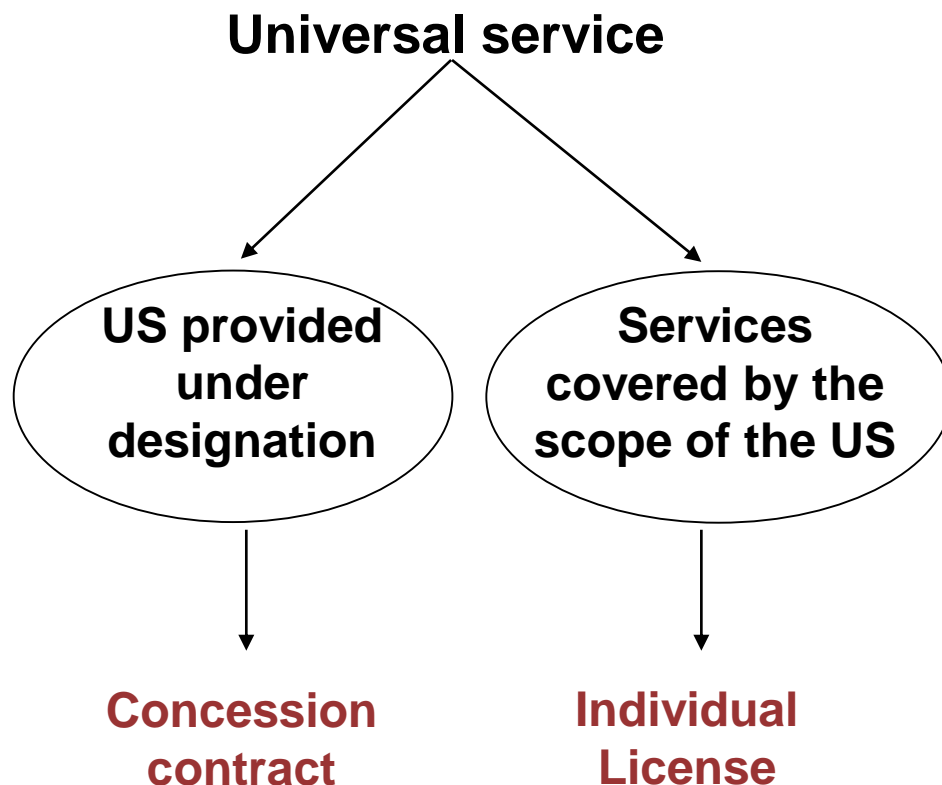 Universal service
US provided
under
designation
Services
covered by the
scope of the US
Concession
contract
Individual
License